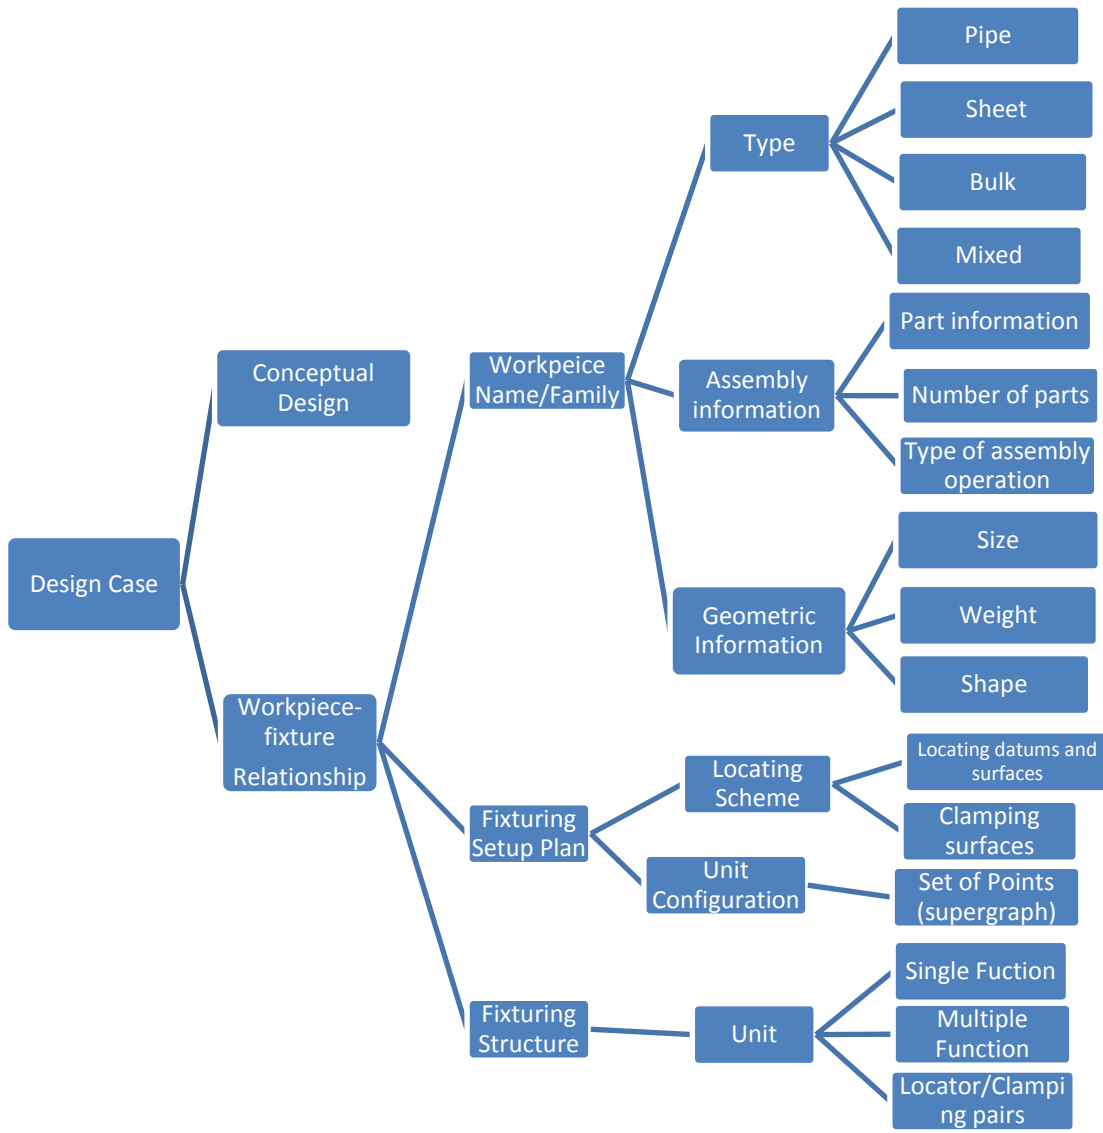 Design Case
Conceptual
Design
Workpiece-
fixture
Relationship
Workpeice
Name/Family
Fixturing
Setup Plan
Fixturing
Structure
Type
Assembly
information
Geometric
Information
Locating
Scheme
Unit
Configuration
Unit
Pipe
Sheet
Bulk
Mixed
Part information
Number of parts
Type of assembly
operation
Size
Weight
Shape
Locating datums and
surfaces
Clamping
surfaces
Set of Points
(supergraph)
Single Fuction
Multiple
Function
Locator/Clampi
ng pairs